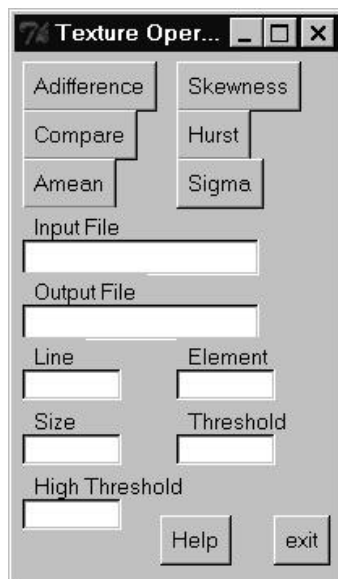 Texture Oper...
Adifference Skewness
Compare Hurst
Amean Sigma
Input File
Output File
Line Element
Size Threshold
High Threshold
Help exit